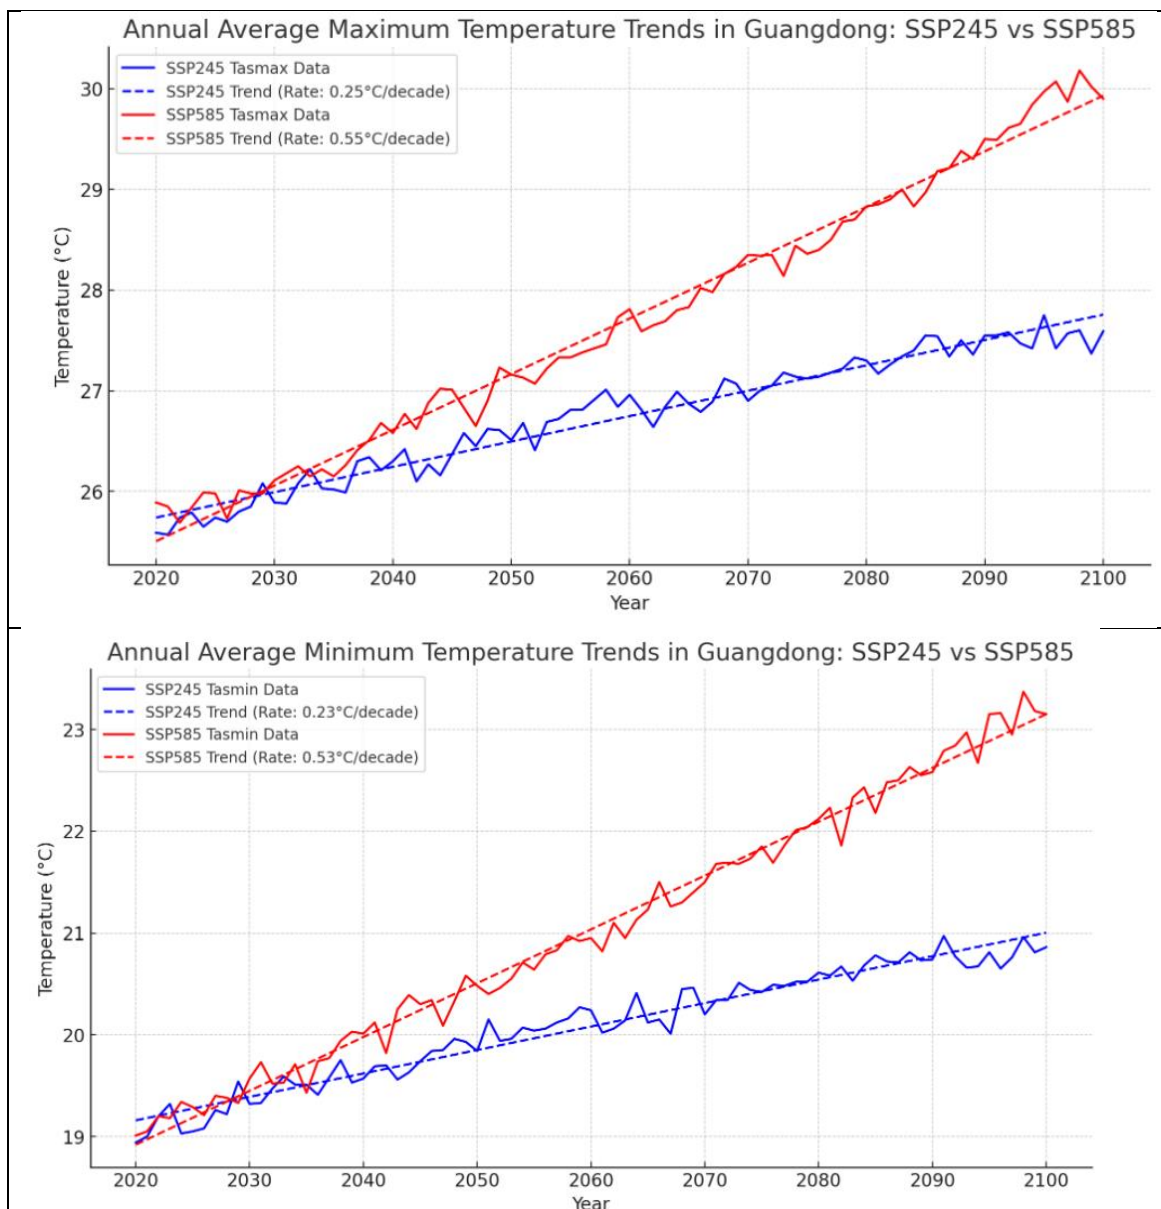 Annual Average Maximum Temperature Trends in Guangdong: SSP245 vs SSP585
SSP245 Tasmax Data
SSP245 Trend (Rate: 0.25°C/decade)
SSP585 Tasmax Data
SSP585 Trend (Rate: 0.55°C/decade)
Temperature (°C)
30
29
28
27
26
2020 2030 2040 2050 2060 2070 2080 2090 2100
Year
Annual Average Minimum Temperature Trends in Guangdong: SSP245 vs SSP585
SSP245 Tasmin Data
SSP245 Trend (Rate: 0.23°C/decade)
SSP585 Tasmin Data
SSP585 Trend (Rate: 0.53°C/decade)
Temperature (°C)
23
22
21
20
19
2020 2030 2040 2050 2060 2070 2080 2090 2100
Year